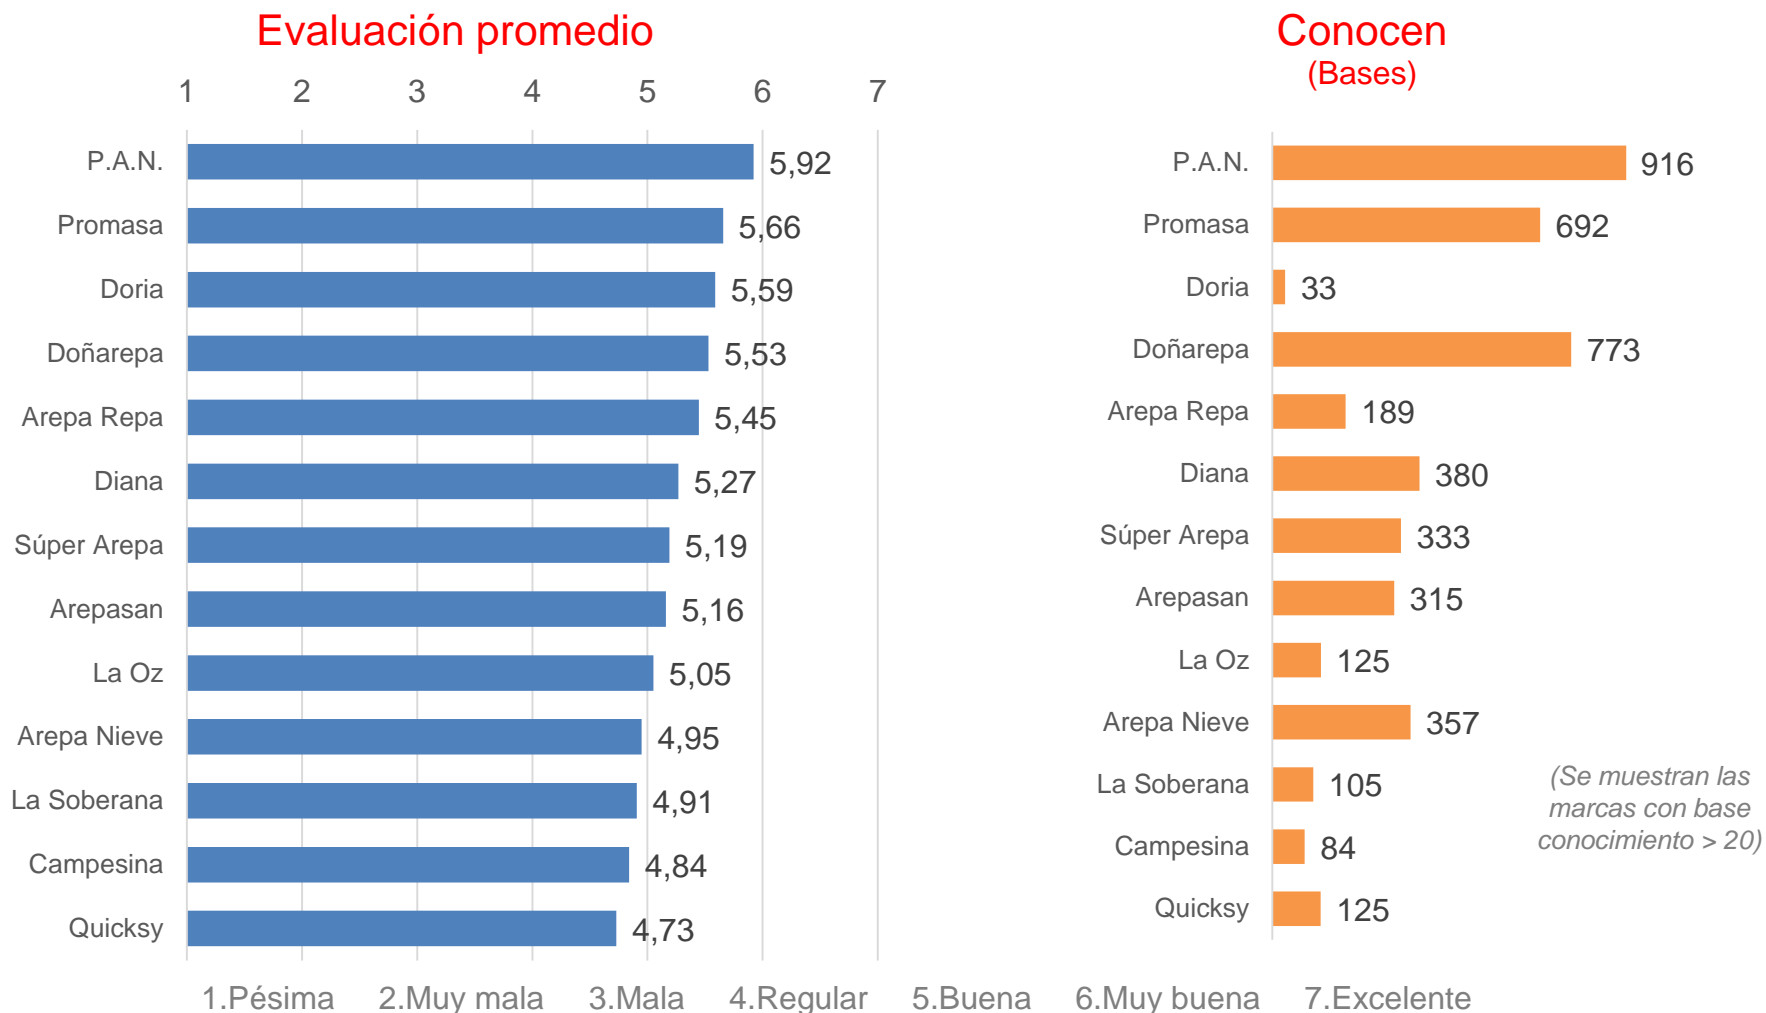 Evaluación promedio
1 2 3 4 5 6 7
P.A.N. 5,92
Promasa 5,66
Doria 5,59
Doñarepa 5,53
Arepa Repa 5,45
Diana 5,27
Súper Arepa 5,19
Arepasan 5,16
La Oz 5,05
Arepa Nieve 4,95
La Soberana 4,91
Campesina 4,84
Quicksy 4,73
Conocen
(Bases)
P.A.N. 916
Promasa 692
Doria 33
Doñarepa 773
Arepa Repa 189
Diana 380
Súper Arepa 333
Arepasan 315
La Oz 125
Arepa Nieve 357
La Soberana 105
Campesina 84
Quicksy 125
(Se muestran las
marcas con base
conocimiento > 20)
1.Pésima 2.Muy mala 3.Mala 4.Regular 5.Buena 6.Muy buena 7.Excelente